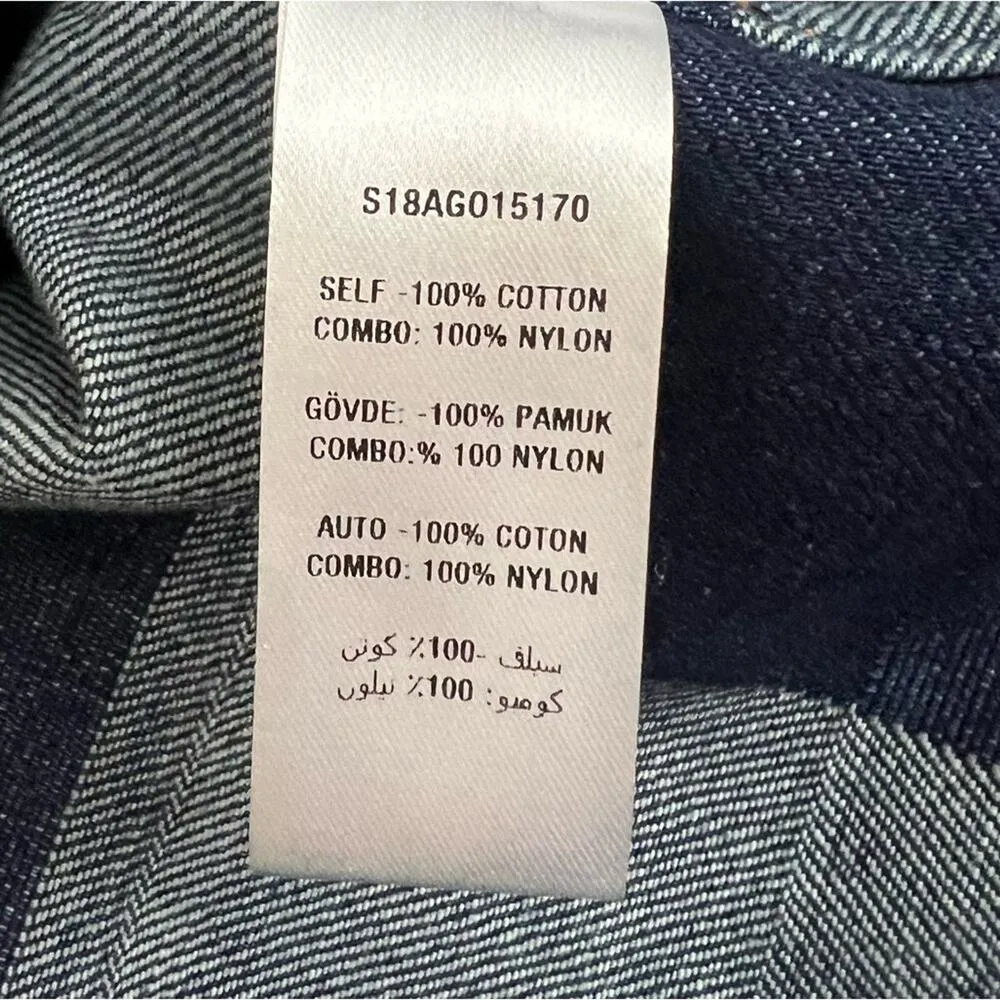 S18AGO15170
SELF -100% COTTON
COMBO: 100% NYLON
GÖVDE: -100% PAMUK
COMBO:% 100 NYLON
AUTO -100% COTON
COMBO: 100% NYLON
سيلف -100٪ كوتن
كومبو: 100٪ نيلون